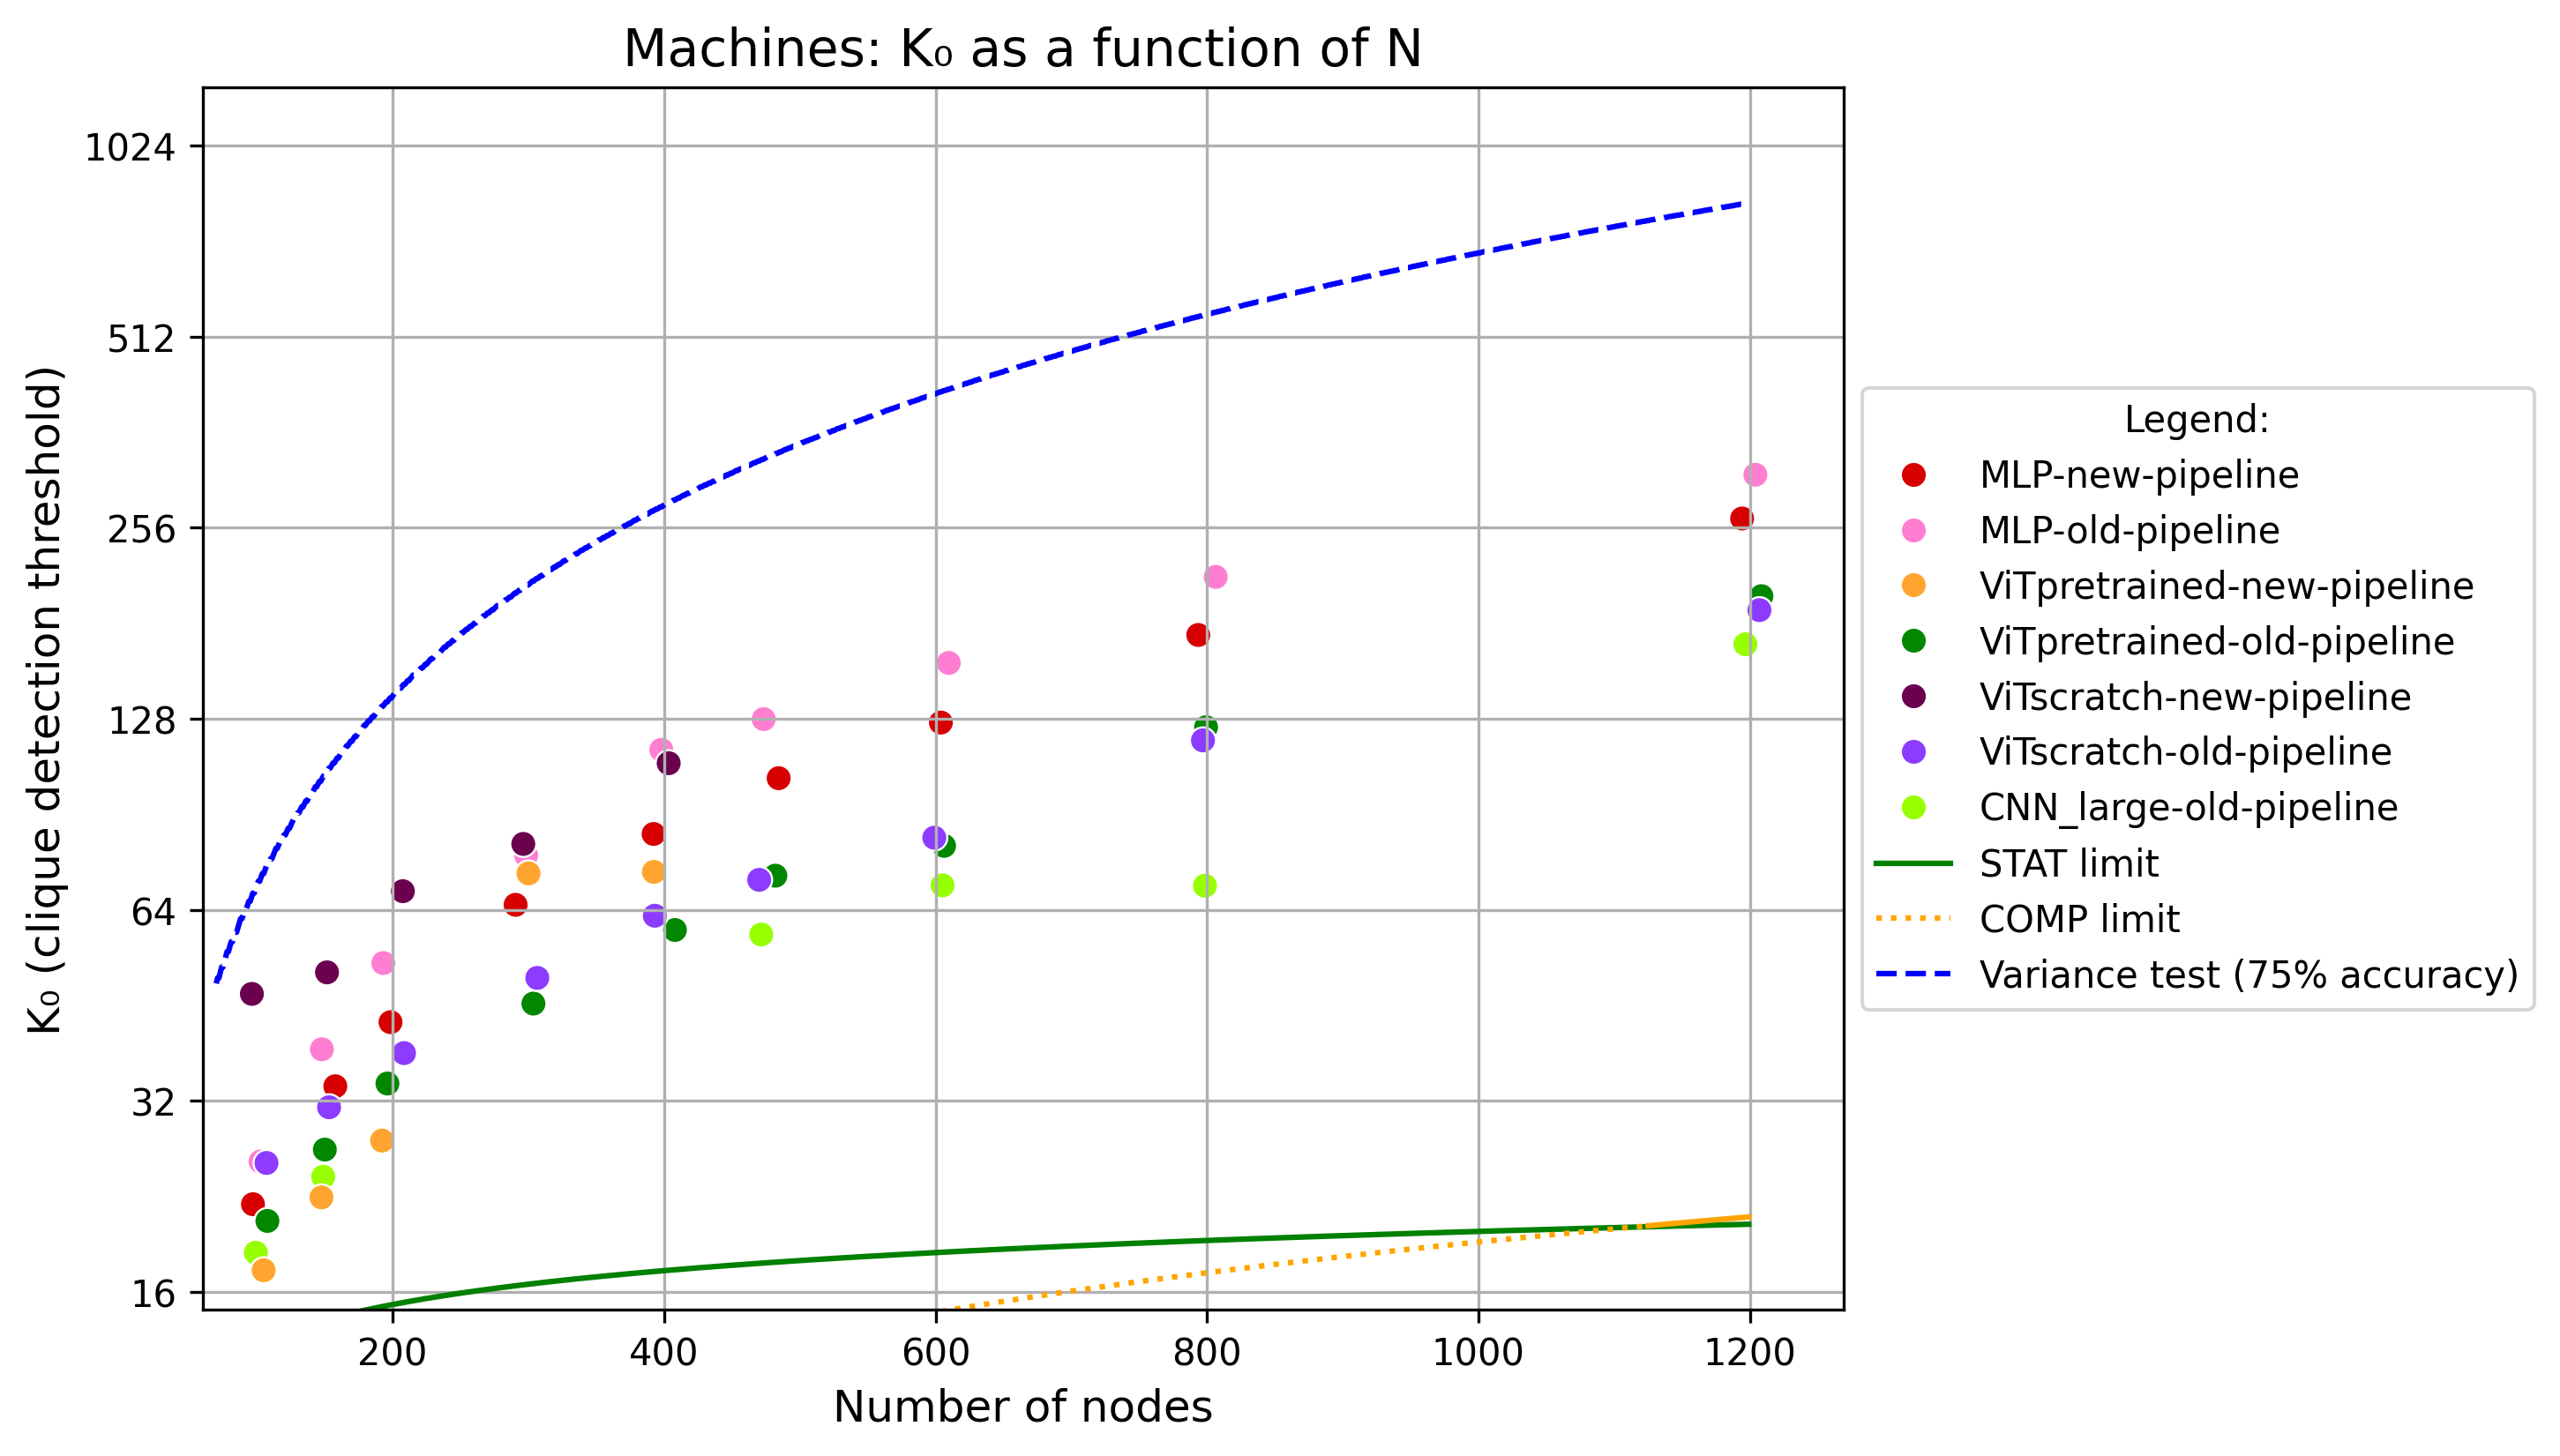 Machines: K₀ as a function of N
K₀ (clique detection threshold)
1024
512
256
128
64
32
16
200 400 600 800 1000 1200
Number of nodes
Legend:
MLP-new-pipeline
MLP-old-pipeline
ViTpretrained-new-pipeline
ViTpretrained-old-pipeline
ViTscratch-new-pipeline
ViTscratch-old-pipeline
CNN_large-old-pipeline
STAT limit
COMP limit
Variance test (75% accuracy)